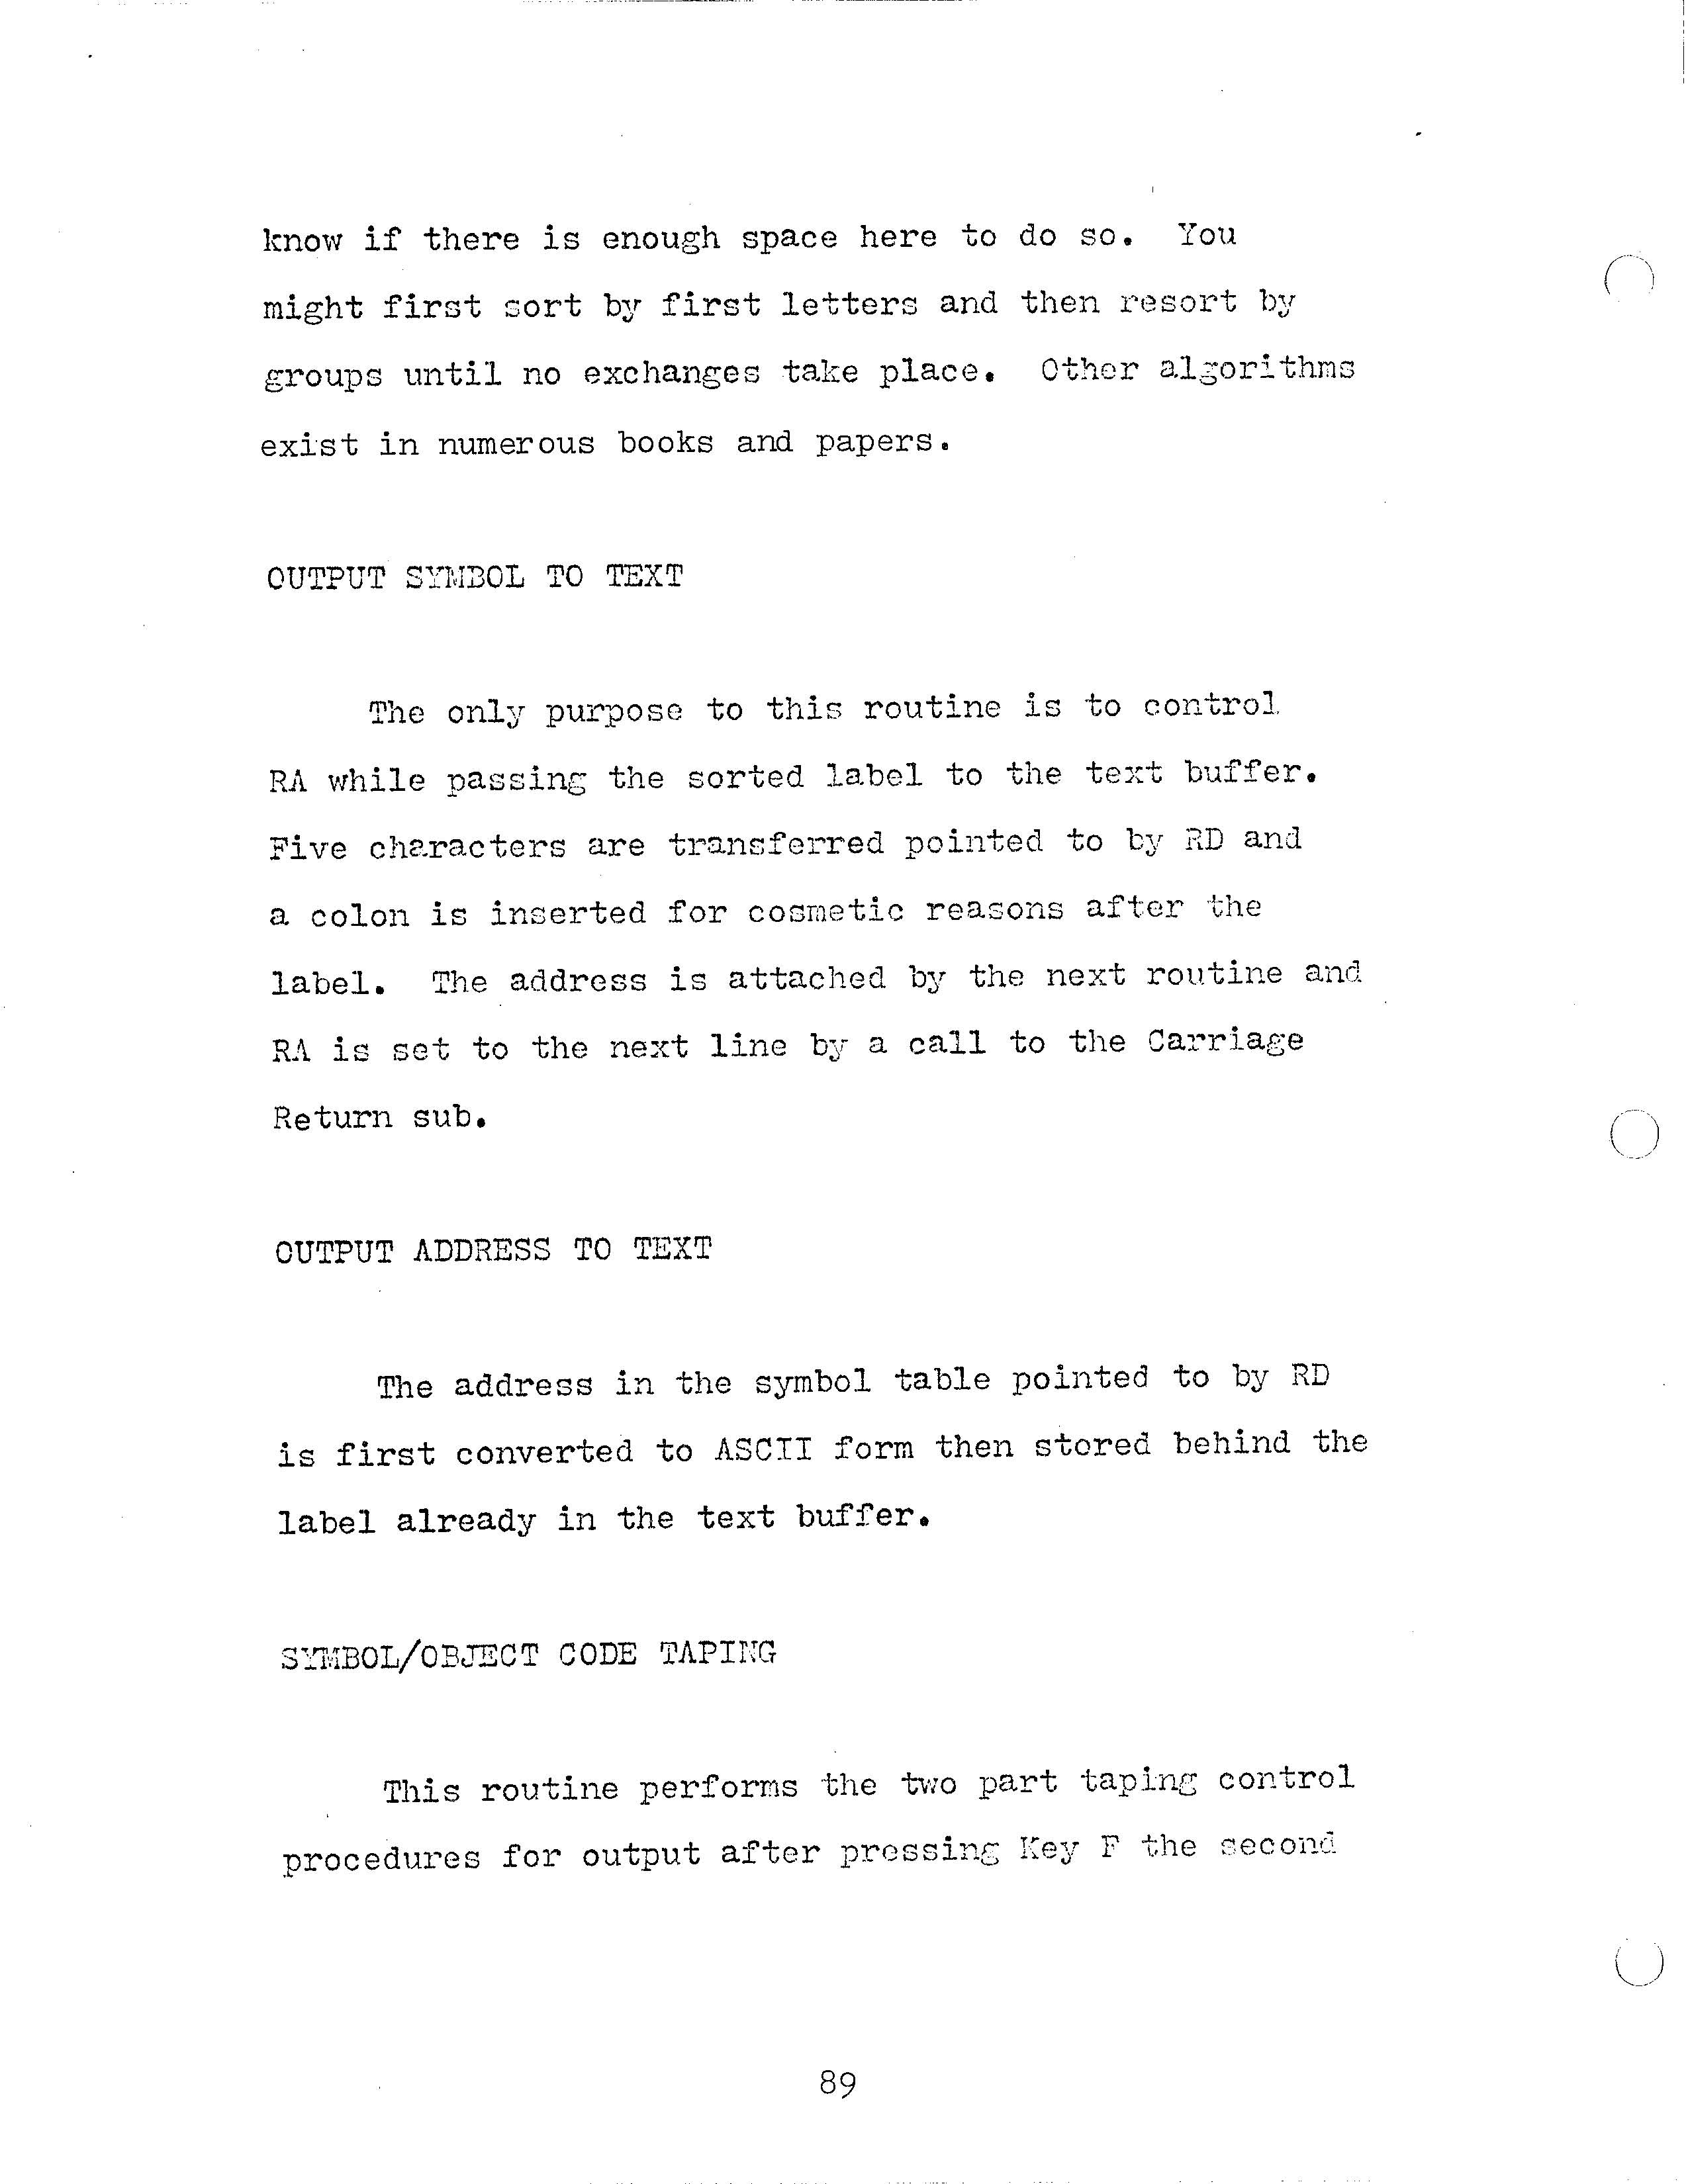 know if there is enough space here to do so. You
might first sort by first letters and then resort by
groups until no exchanges take place. Other algorithms
exist in numerous books and papers.
OUTPUT SYMBOL TO TEXT
The only purpose to this routine is to control
RA while passing the sorted label to the text buffer.
Five characters are transferred pointed to by RD and
a colon is inserted for cosmetic reasons after the
label. The address is attached by the next routine and
RA is set to the next line by a call to the Carriage
Return sub.
OUTPUT ADDRESS TO TEXT
The address in the symbol table pointed to by RD
is first converted to ASCII form then stored behind the
label already in the text buffer.
SYMBOL/OBJECT CODE TAPING
This routine performs the two part taping control
procedures for output after pressing Key F the second
89